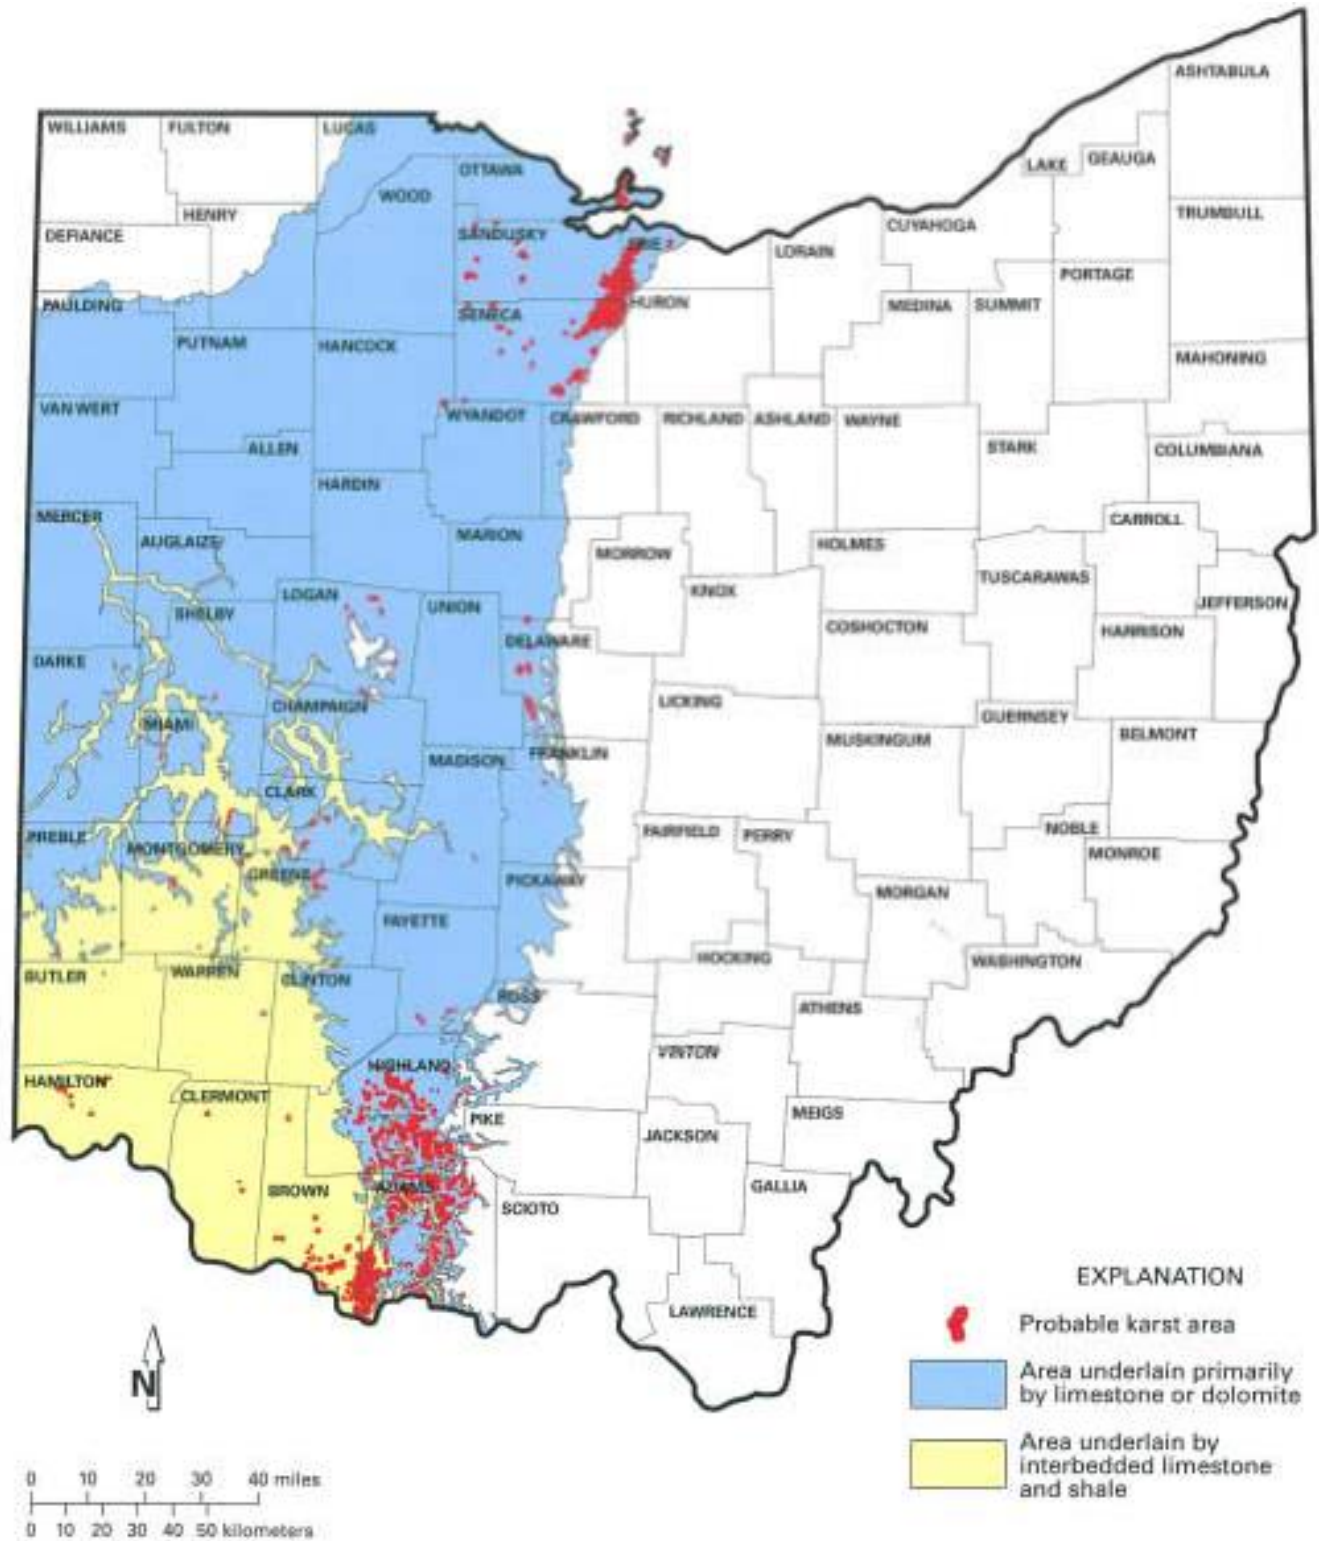 ASHTABULA
WILLIAMS
FULTON
LUCAS
LAKE
GEAUGA
OTTAWA
WOOD
HENRY
TRUMBULL
DEFIANCE
SANDUSKY
ERIE
CUYAHOGA
LORAIN
PORTAGE
PAULDING
SENECA
HURON
MEDINA
SUMMIT
PUTNAM
HANCOCK
MAHONING
VAN WERT
WYANDOT
CRAWFORD
RICHLAND
ASHLAND
WAYNE
ALLEN
STARK
COLUMBIANA
HARDIN
MERCER
AUGLAIZE
MARION
CARROLL
MORROW
HOLMES
TUSCARAWAS
LOGAN
UNION
KNOX
JEFFERSON
SHELBY
DELAWARE
COSHOCTON
HARRISON
DARKE
CHAMPAIGN
LICKING
GUERNSEY
MIAMI
FRANKLIN
MUSKINGUM
BELMONT
MADISON
CLARK
PREBLE
MONTGOMERY
FAIRFIELD
PERRY
NOBLE
MONROE
GREENE
PICKAWAY
MORGAN
FAYETTE
HOCKING
WASHINGTON
BUTLER
WARREN
CLINTON
ROSS
ATHENS
VINTON
HIGHLAND
HAMILTON
CLERMONT
PIKE
JACKSON
MEIGS
BROWN
ADAMS
SCIOTO
GALLIA
LAWRENCE
EXPLANATION
Probable karst area
Area underlain primarily
by limestone or dolomite
Area underlain by
interbedded limestone
and shale
N
0 10 20 30 40 miles
0 10 20 30 40 50 kilometers